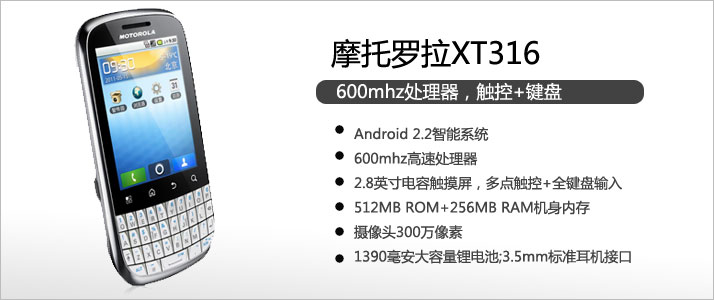 MOTOROLA
09:30
北京
摩托罗拉XT316
600mhz处理器，触控+键盘
Android 2.2智能系统
600mhz高速处理器
2.8英寸电容触摸屏，多点触控+全键盘输入
512MB ROM+256MB RAM机身内存
摄像头300万像素
1390毫安大容量锂电池;3.5mm标准耳机接口